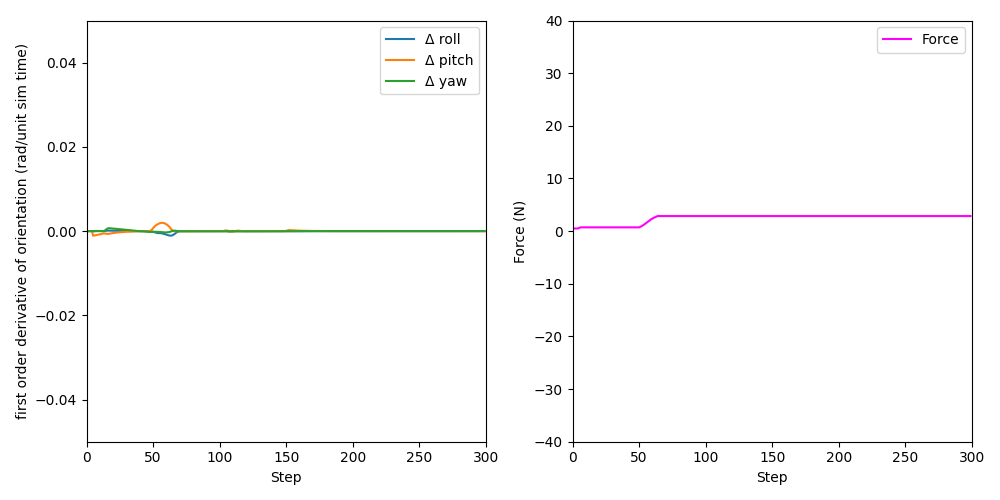 first order derivative of orientation (rad/unit sim time)
0.04
0.02
0.00
−0.02
−0.04
Δ roll
Δ pitch
Δ yaw
0 50 100 150 200 250 300
Step
Force (N)
40
30
20
10
0
−10
−20
−30
−40
Force
0 50 100 150 200 250 300
Step